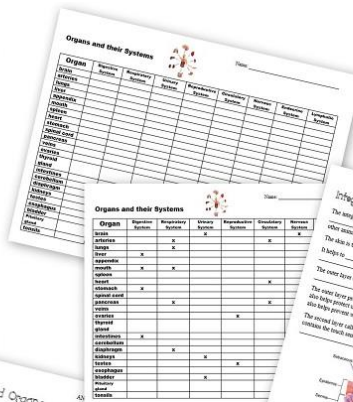 Organs and their Systems
Name
Organ
Digestive System
Respiratory System
Urinary System
Reproductive System
Circulatory System
Nervous System
Endocrine System
Lymphatic System
brain
arteries
lungs
liver
appendix
mouth
spleen
heart
stomach
spinal cord
pancreas
veins
ovaries
thyroid
gland
intestines
cerebellum
diaphragm
kidneys
testes
esophagus
bladder
Pituitary
gland
tonsils
Organs and their Systems
Name:
Organ
Digestive System
Respiratory System
Urinary System
Reproductive System
Circulatory System
Nervous System
brain x x
arteries x x
lungs x
liver x
appendix
mouth x x
spleen
heart x
stomach x
spinal cord
pancreas x x
veins
ovaries x
thyroid
gland
intestines x
cerebellum
diaphragm x
kidneys x
testes x
esophagus
bladder x
Pituitary
gland
tonsils
The skin is
It helps to
The outer layer
The outer layer
also helps protect
also helps prevent
The second layer
contains the touch